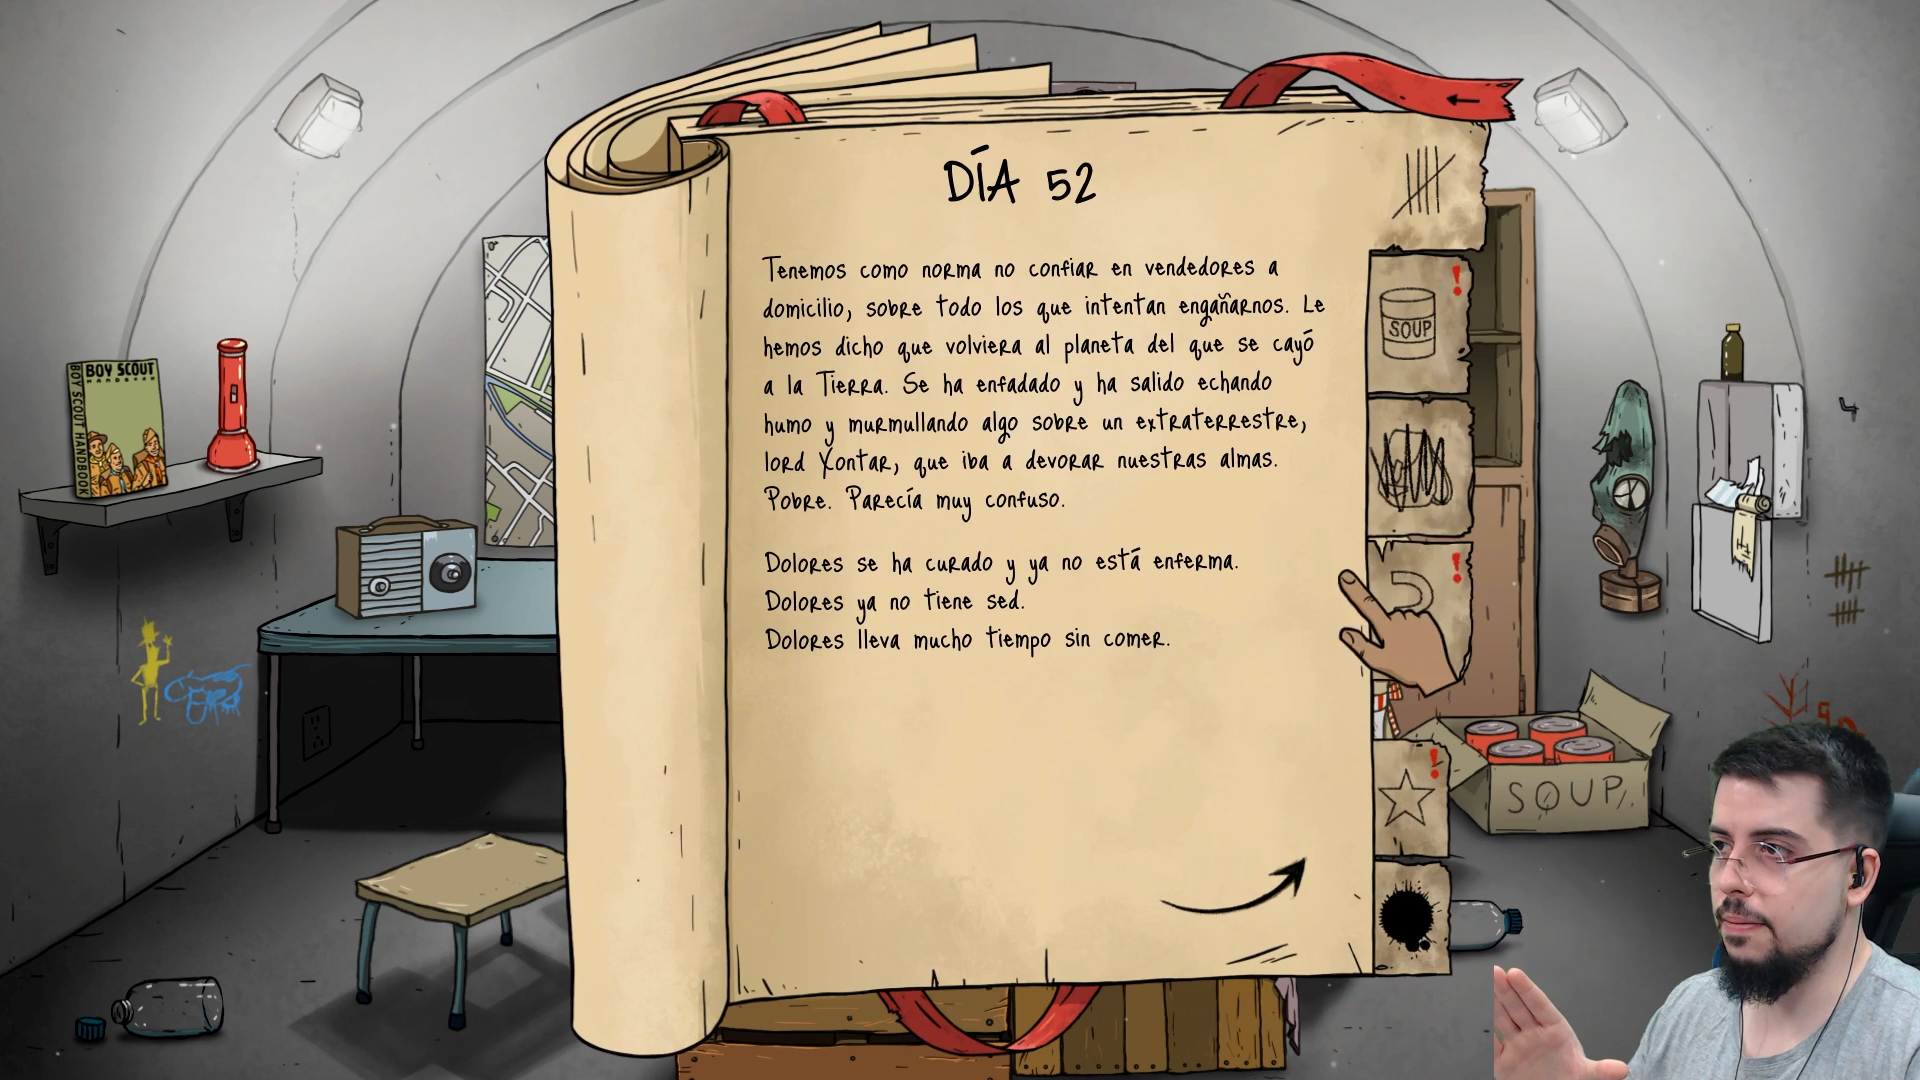 DÍA 52
Tenemos como norma no confiar en vendedores a
domicilio, sobre todo los que intentan engañarnos. Le
hemos dicho que volviera al planeta del que se cayó
a la Tierra. Se ha enfadado y ha salido echando
humo y murmullando algo sobre un extraterrestre,
lord Xontar, que iba a devorar nuestras almas.
Pobre. Parecía muy confuso.
Dolores se ha curado y ya no está enferma.
Dolores ya no tiene sed.
Dolores lleva mucho tiempo sin comer.
BOY SCOUT
HANDBOOK
BOY SCOUT HANDBOOK
SOUP
SOUP